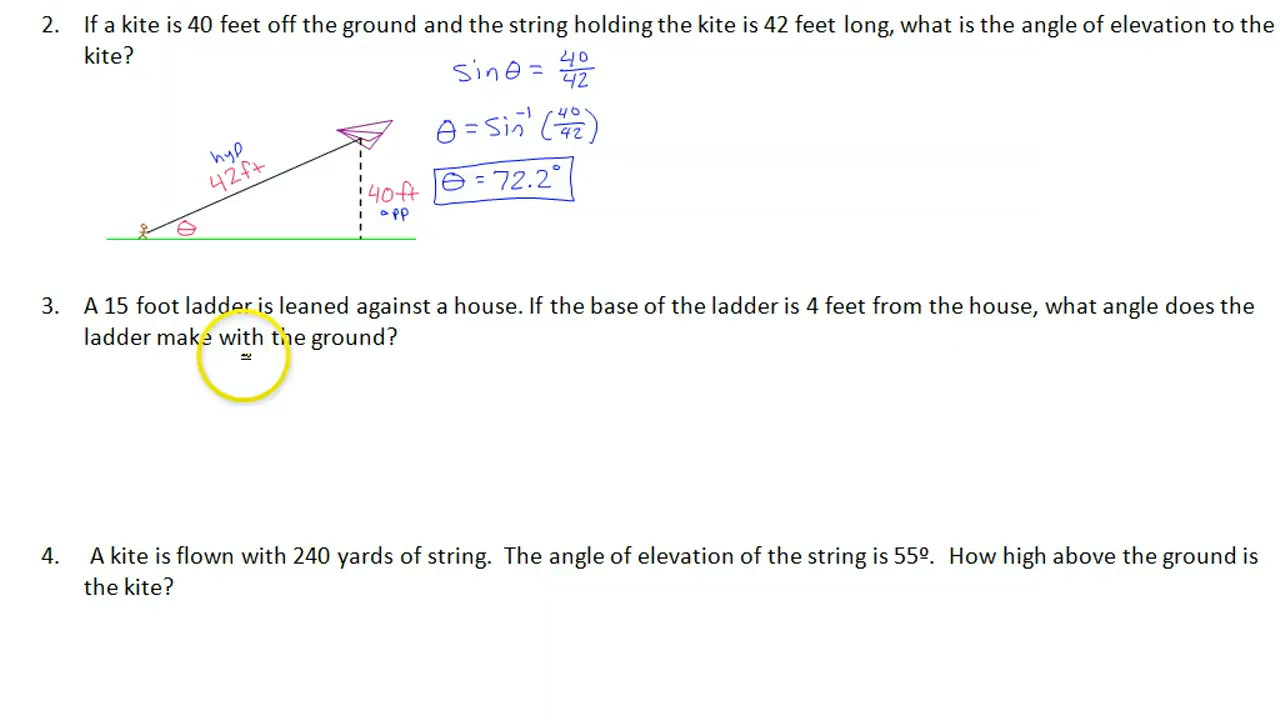 2. If a kite is 40 feet off the ground and the string holding the kite is 42 feet long, what is the angle of elevation to the
kite?
sin θ = 40/42
θ = sin⁻¹ (40/42)
θ = 72.2°
hyp
42ft
40ft
opp
θ
3. A 15 foot ladder is leaned against a house. If the base of the ladder is 4 feet from the house, what angle does the
ladder make with the ground?
4. A kite is flown with 240 yards of string. The angle of elevation of the string is 55º. How high above the ground is
the kite?